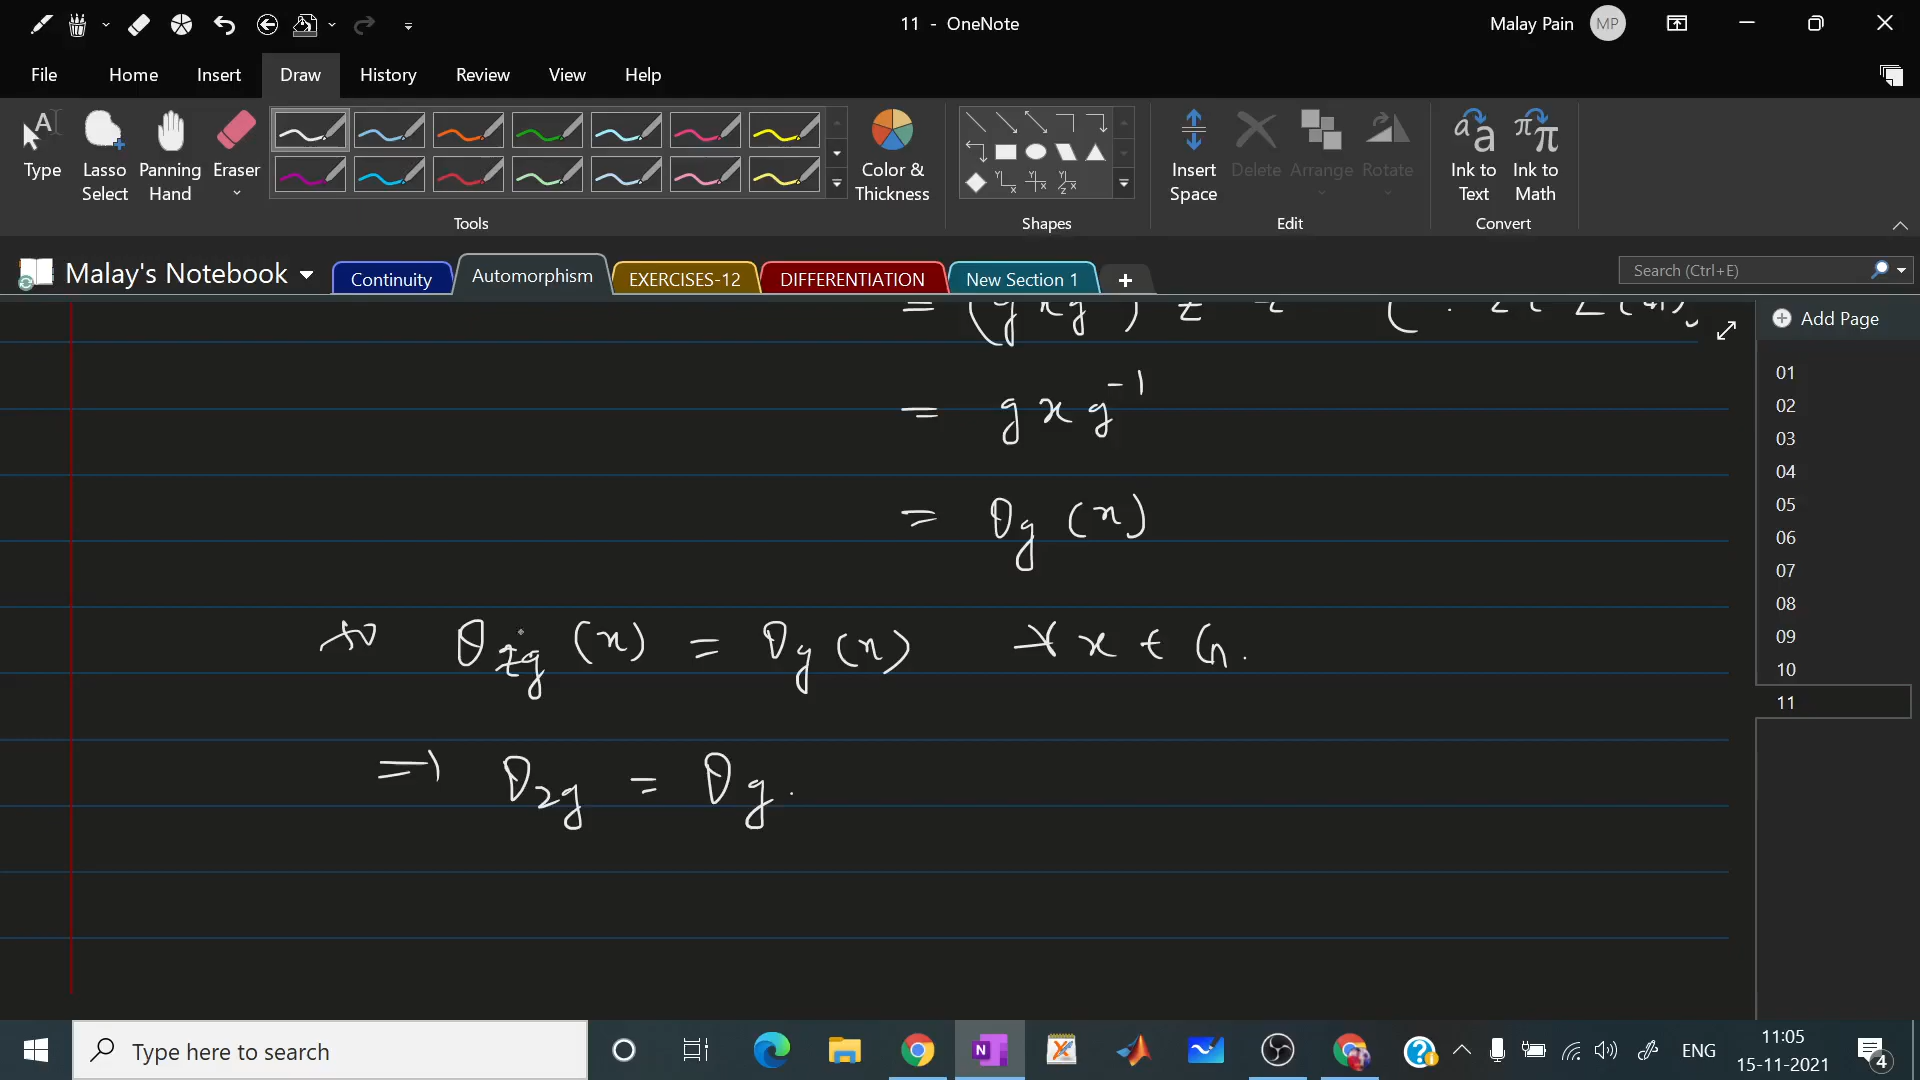 11 - OneNote
Malay Pain MP
File Home Insert Draw History Review View Help
Type
Lasso Select
Panning Hand
Eraser
Color & Thickness
Insert Space
Delete
Arrange
Rotate
Ink to Text
Ink to Math
Tools
Shapes
Edit
Convert
Malay's Notebook
Continuity
Automorphism
EXERCISES-12
DIFFERENTIATION
New Section 1
+
Search (Ctrl+E)
Add Page
01
02
03
04
05
06
07
08
09
10
11
= g x g⁻¹
= θg (x)
so θzg (x) = θg (x) ∀ x ∈ G.
=> θzg = θg.
Type here to search
ENG
11:05
15-11-2021
4